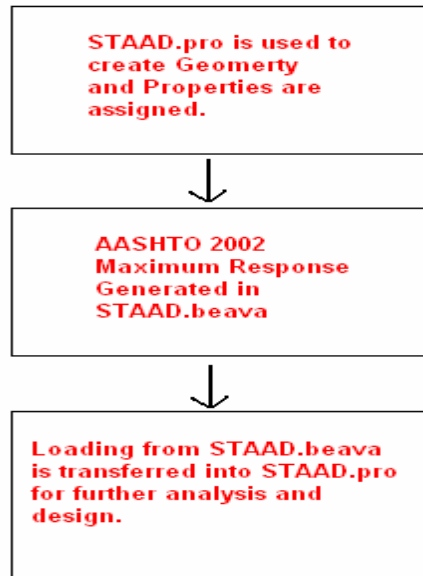 STAAD.pro is used to
create Geomerty
and Properties are
assigned.
AASHTO 2002
Maximum Response
Generated in
STAAD.beava
Loading from STAAD.beava
is transferred into STAAD.pro
for further analysis and
design.